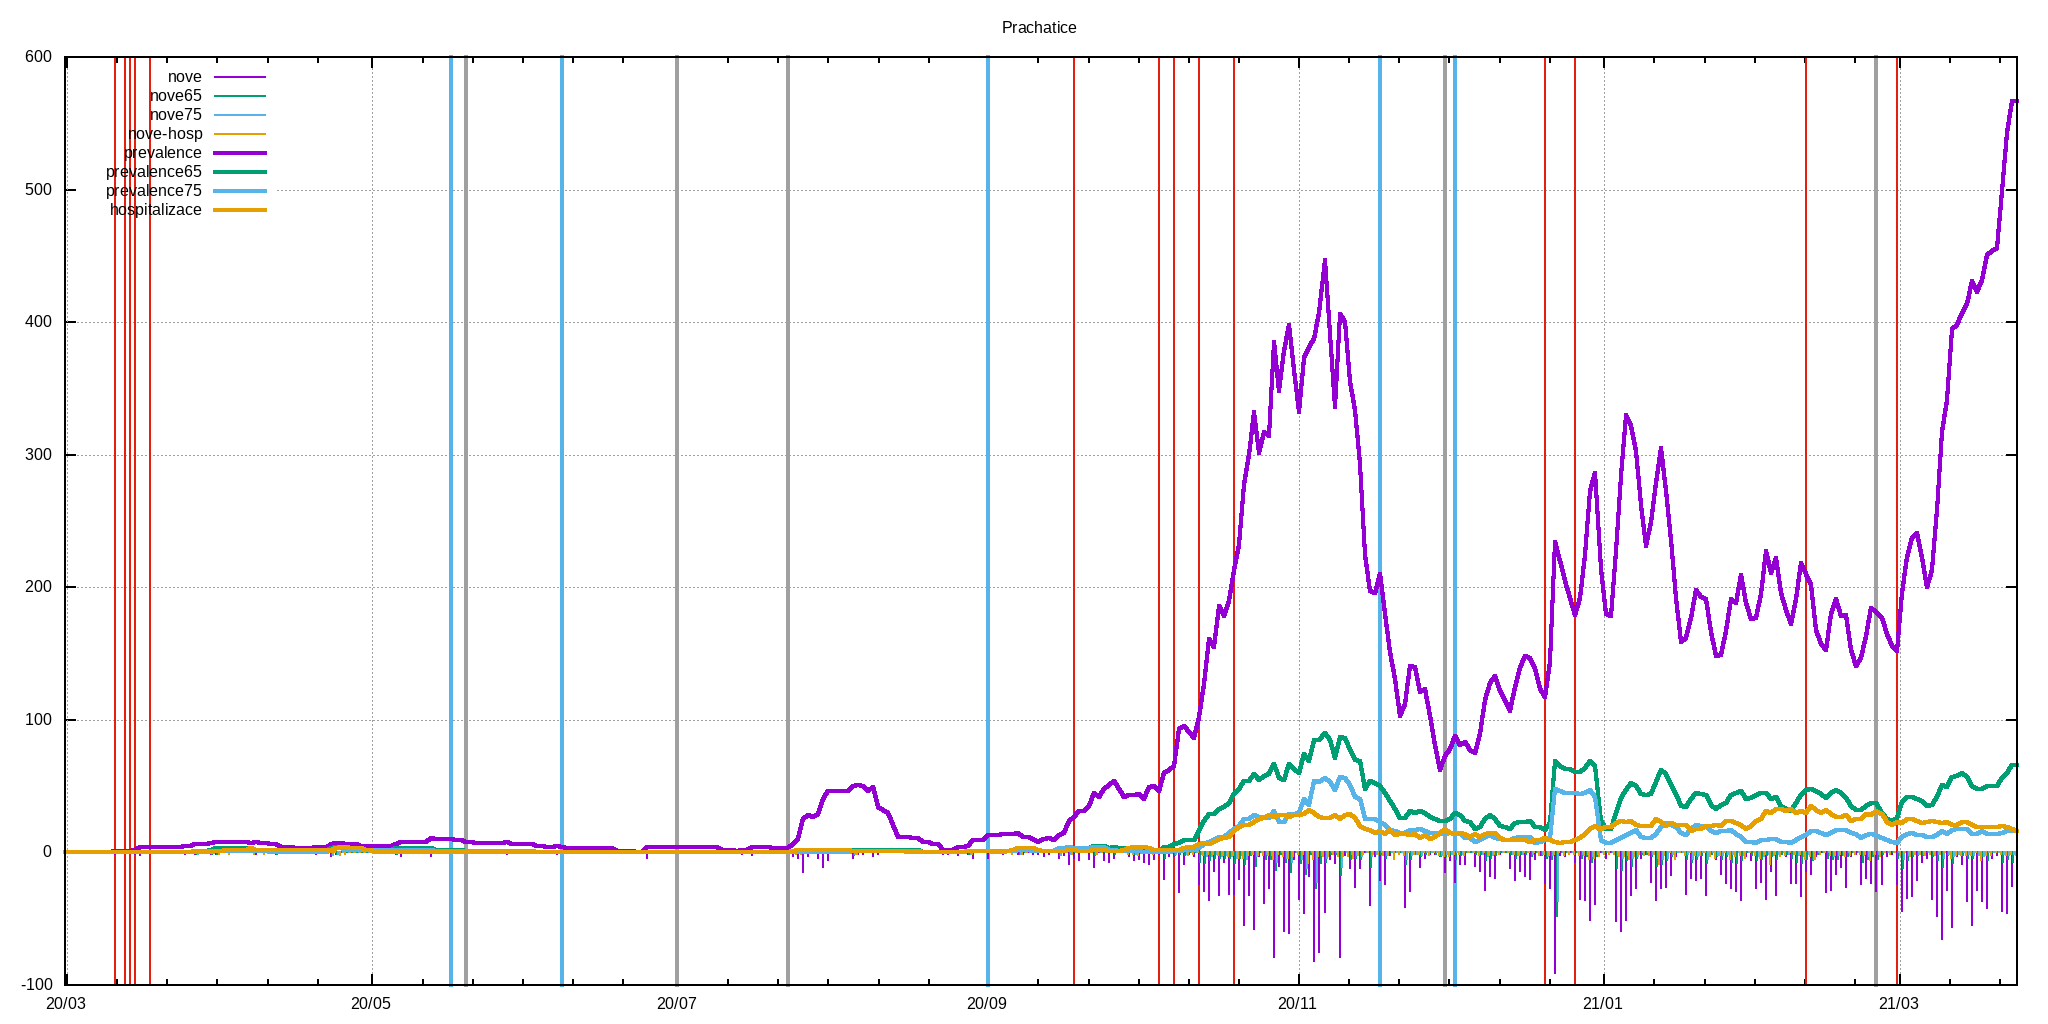 Prachatice
600
500
400
300
200
100
0
-100
nove
nove65
nove75
nove-hosp
prevalence
prevalence65
prevalence75
hospitalizace
20/03 20/05 20/07 20/09 20/11 21/01 21/03